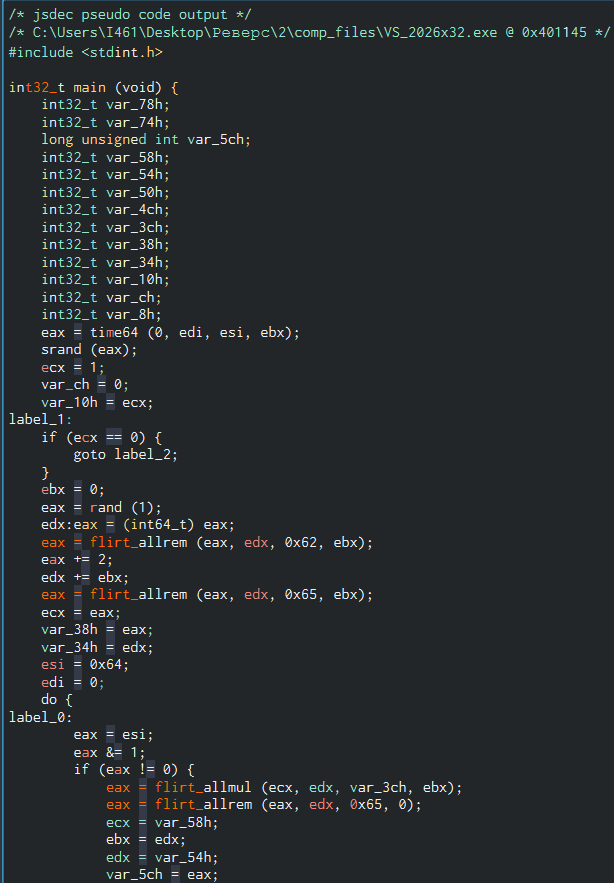 /* jsdec pseudo code output */
/* C:\Users\I461\Desktop\Реверс\2\comp_files\VS_2026x32.exe @ 0x401145 */
#include <stdint.h>
int32_t main (void) {
int32_t var_78h;
int32_t var_74h;
long unsigned int var_5ch;
int32_t var_58h;
int32_t var_54h;
int32_t var_50h;
int32_t var_4ch;
int32_t var_3ch;
int32_t var_38h;
int32_t var_34h;
int32_t var_10h;
int32_t var_ch;
int32_t var_8h;
eax = time64 (0, edi, esi, ebx);
srand (eax);
ecx = 1;
var_ch = 0;
var_10h = ecx;
label_1:
if (ecx == 0) {
goto label_2;
}
ebx = 0;
eax = rand (1);
edx:eax = (int64_t) eax;
eax = flirt_allrem (eax, edx, 0x62, ebx);
eax += 2;
edx += ebx;
eax = flirt_allrem (eax, edx, 0x65, ebx);
ecx = eax;
var_38h = eax;
var_34h = edx;
esi = 0x64;
edi = 0;
do {
label_0:
eax = esi;
eax &= 1;
if (eax != 0) {
eax = flirt_allmul (ecx, edx, var_3ch, ebx);
eax = flirt_allrem (eax, edx, 0x65, 0);
ecx = var_58h;
ebx = edx;
edx = var_54h;
var_5ch = eax;